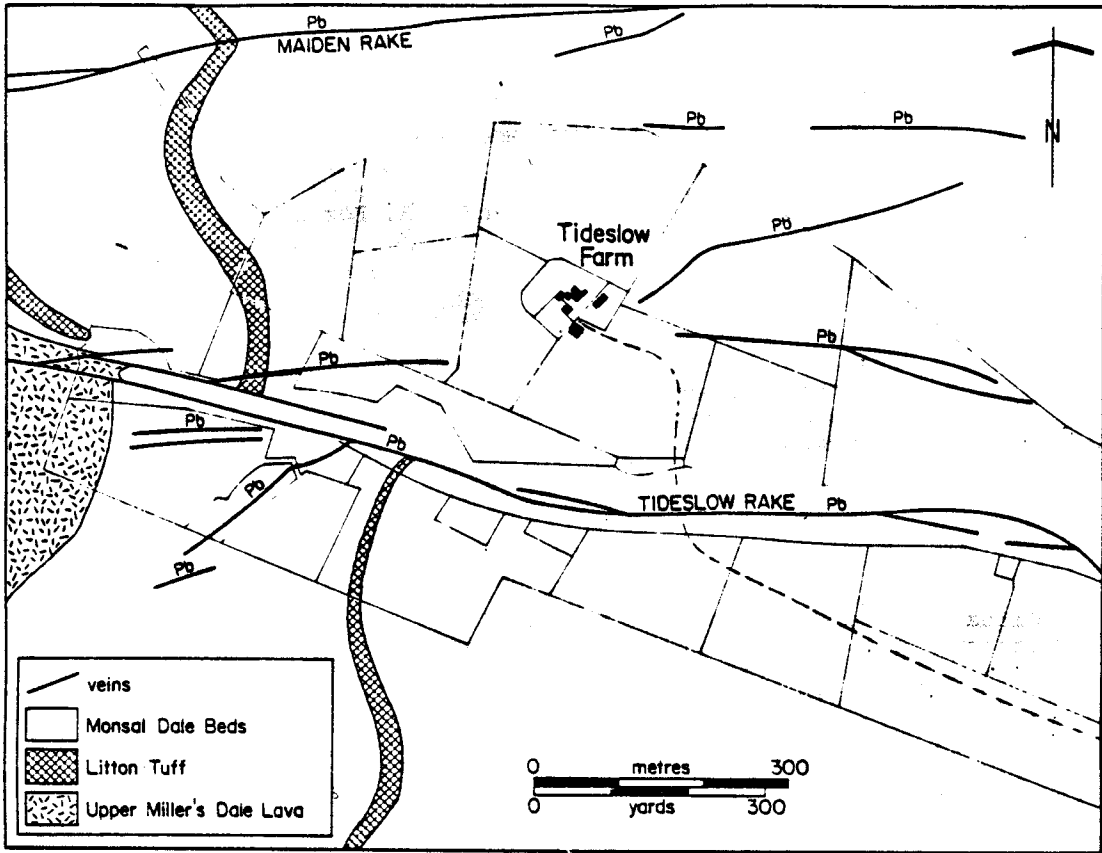 Pb
MAIDEN RAKE
Pb
Pb
Pb
N
Tideslow
Farm
Pb
Pb
Pb
Pb
Pb
Pb
TIDESLOW RAKE
Pb
Pb
Pb
veins
Monsal Dale Beds
Litton Tuff
Upper Miller's Dale Lava
0 metres 300
0 yards 300